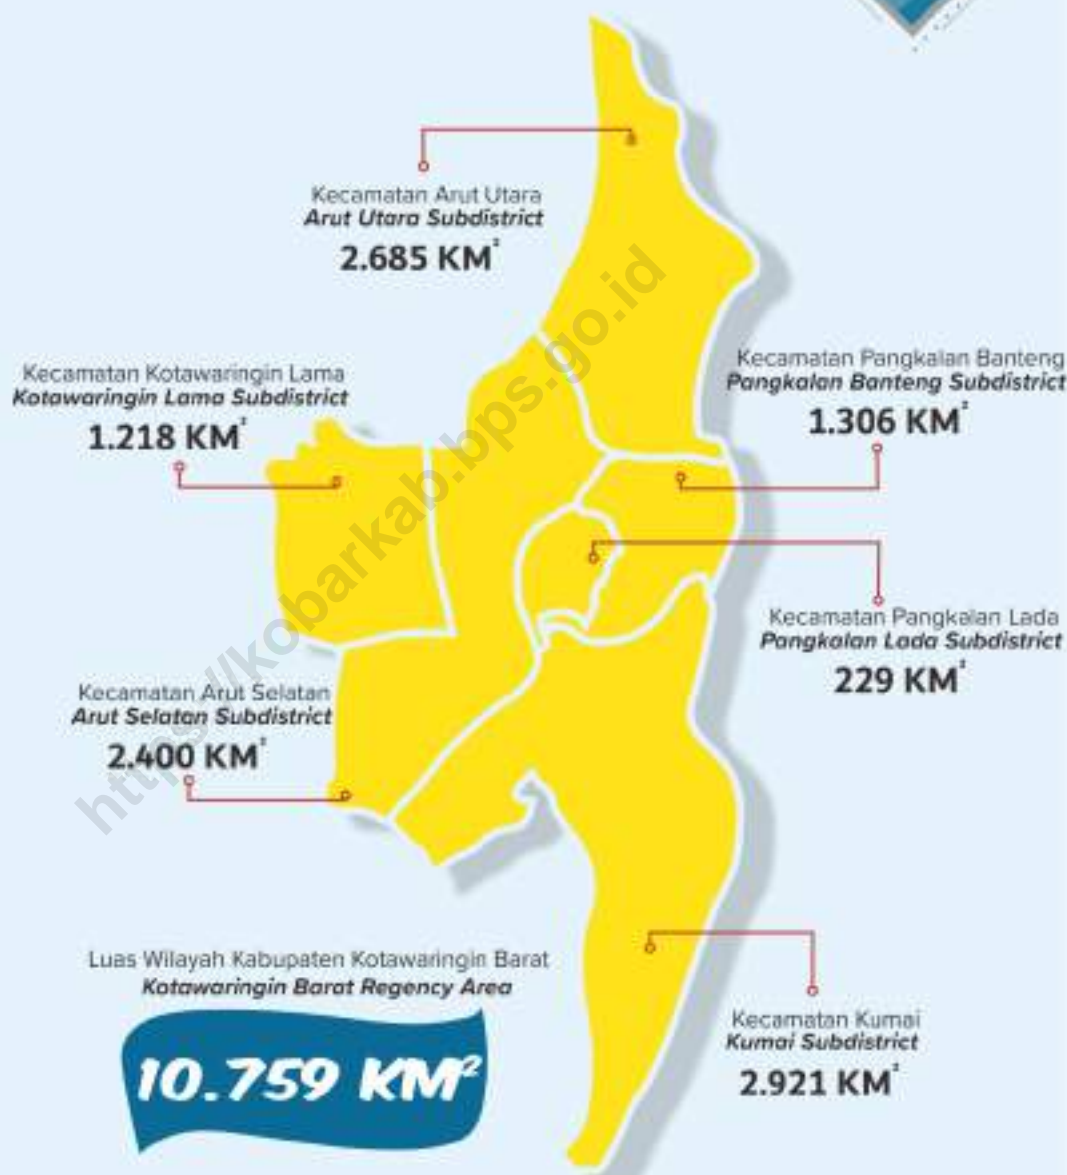 Kecamatan Arut Utara
Arut Utara Subdistrict
2.685 KM²
Kecamatan Pangkalan Banteng
Pangkalan Banteng Subdistrict
1.306 KM²
Kecamatan Kotawaringin Lama
Kotawaringin Lama Subdistrict
1.218 KM²
Kecamatan Pangkalan Lada
Pangkalan Lada Subdistrict
229 KM²
Kecamatan Arut Selatan
Arut Selatan Subdistrict
2.400 KM²
Luas Wilayah Kabupaten Kotawaringin Barat
Kotawaringin Barat Regency Area
10.759 KM²
Kecamatan Kumai
Kumai Subdistrict
2.921 KM²
https://kobarkab.bps.go.id